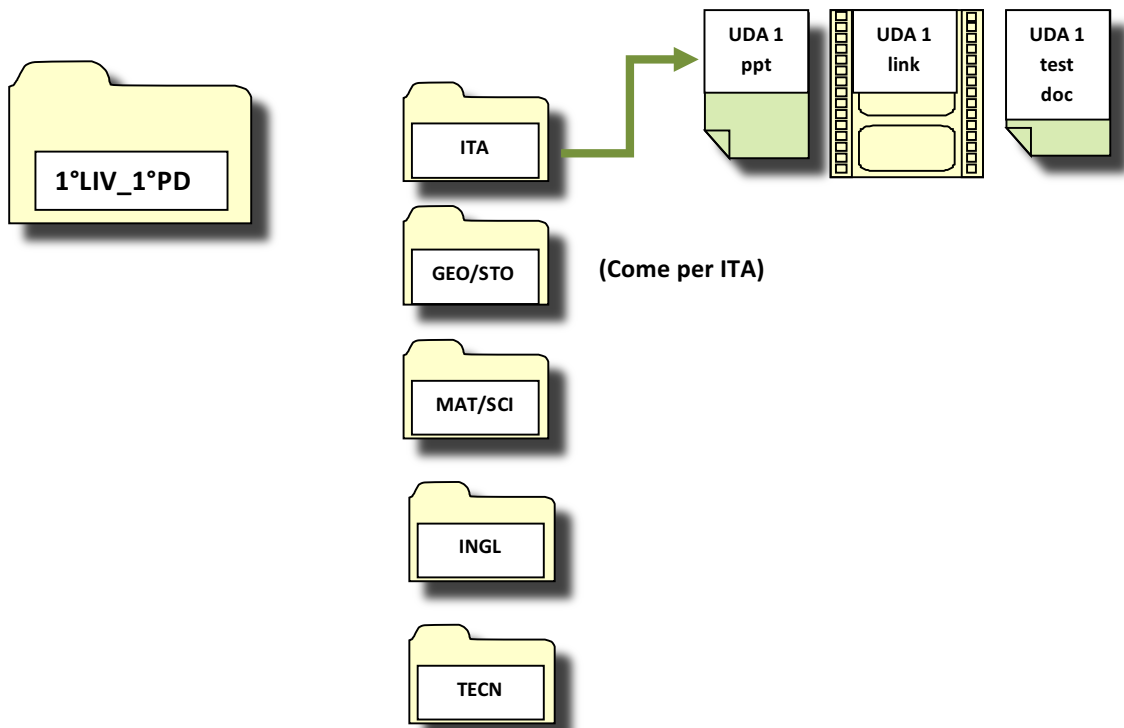 1°LIV_1°PD
ITA
UDA 1
ppt
UDA 1
link
UDA 1
test
doc
GEO/STO
(Come per ITA)
MAT/SCI
INGL
TECN